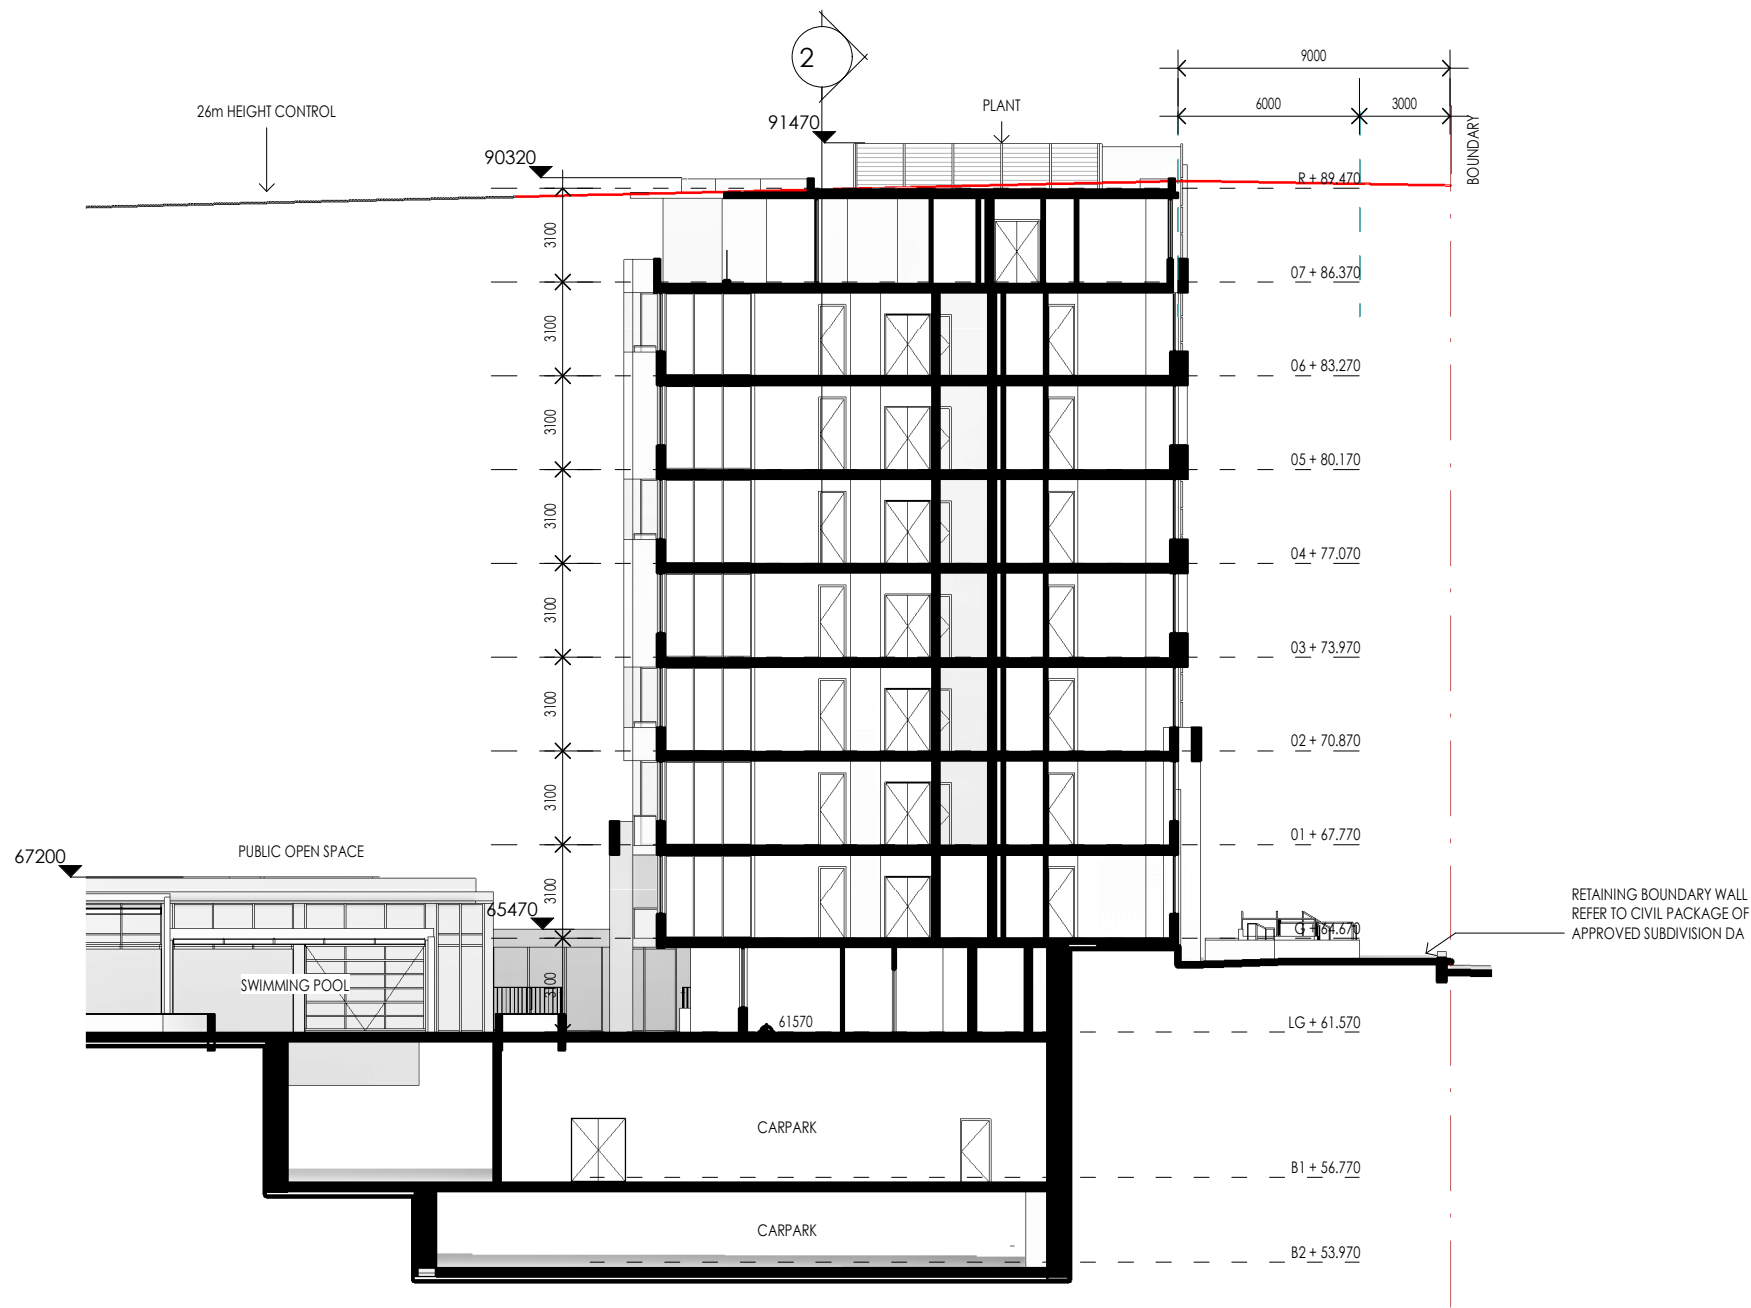 2
9000
6000
3000
26m HEIGHT CONTROL
PLANT
91470
BOUNDARY
90320
R + 89.470
3100
07 + 86.370
3100
06 + 83.270
3100
05 + 80.170
3100
04 + 77.070
3100
03 + 73.970
3100
02 + 70.870
3100
01 + 67.770
PUBLIC OPEN SPACE
67200
3100
65470
RETAINING BOUNDARY WALL
REFER TO CIVIL PACKAGE OF
APPROVED SUBDIVISION DA
G + 64.670
SWIMMING POOL
3100
61570
LG + 61.570
CARPARK
B1 + 56.770
CARPARK
B2 + 53.970